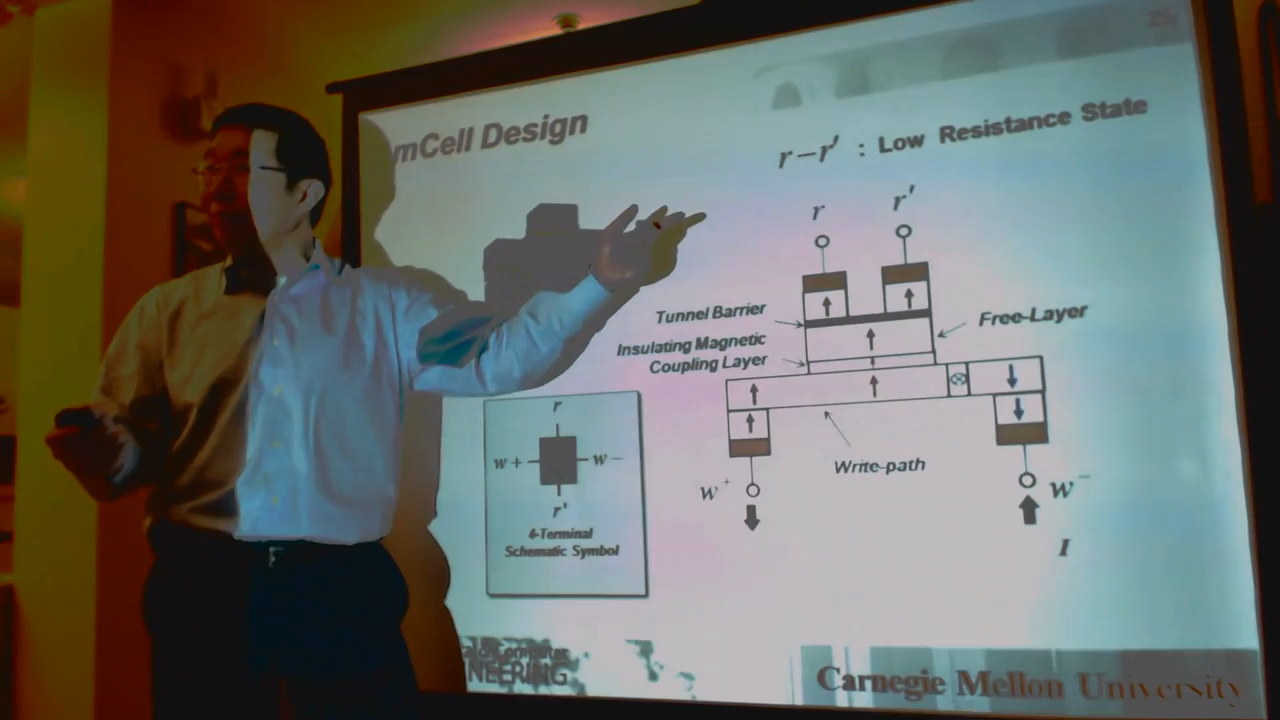 mCell Design
r – r' : Low Resistance State
r
r'
Tunnel Barrier
Free-Layer
Insulating Magnetic
Coupling Layer
Write-path
w+
w−
I
r
w+
w−
r'
4-Terminal
Schematic Symbol
Computer
NEERING
Carnegie Mellon University